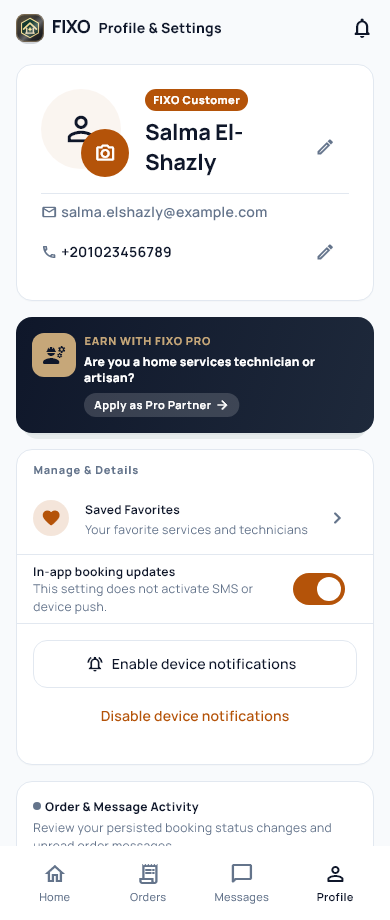 FIXO Profile & Settings
FIXO Customer
Salma El-
Shazly
salma.elshazly@example.com
+201023456789
EARN WITH FIXO PRO
Are you a home services technician or
artisan?
Apply as Pro Partner →
Manage & Details
Saved Favorites
Your favorite services and technicians
In-app booking updates
This setting does not activate SMS or
device push.
Enable device notifications
Disable device notifications
Order & Message Activity
Review your persisted booking status changes and
unread order messages
Home
Orders
Messages
Profile